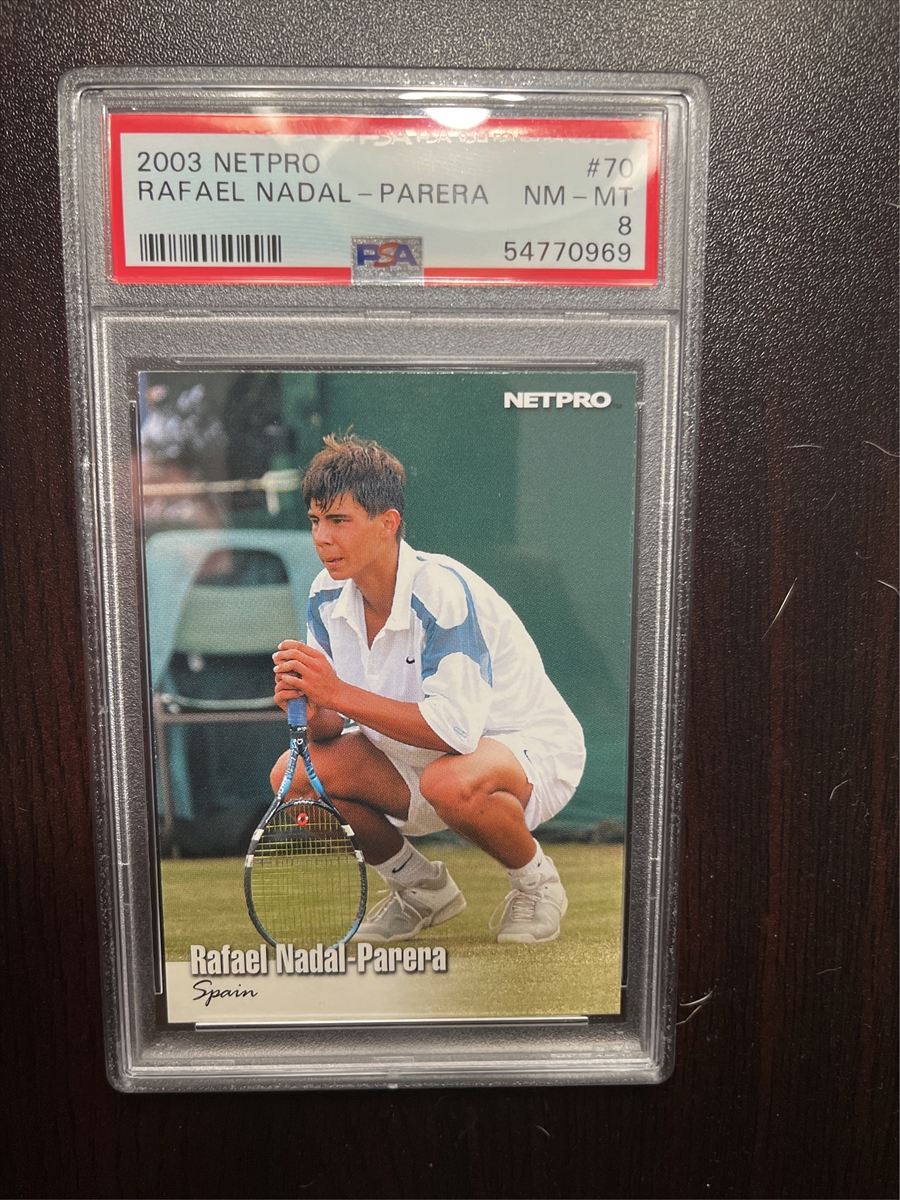 2003 NETPRO #70
RAFAEL NADAL-PARERA NM-MT
8
PSA 54770969
NETPRO
Rafael Nadal-Parera
Spain